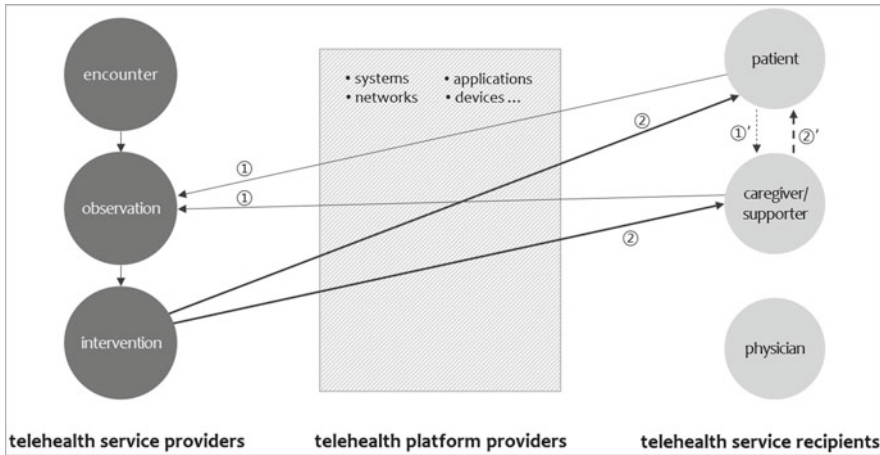 encounter
observation
intervention
• systems • applications
• networks • devices ...
①
①
②
②
patient
①’ ②’
caregiver/
supporter
physician
telehealth service providers
telehealth platform providers
telehealth service recipients